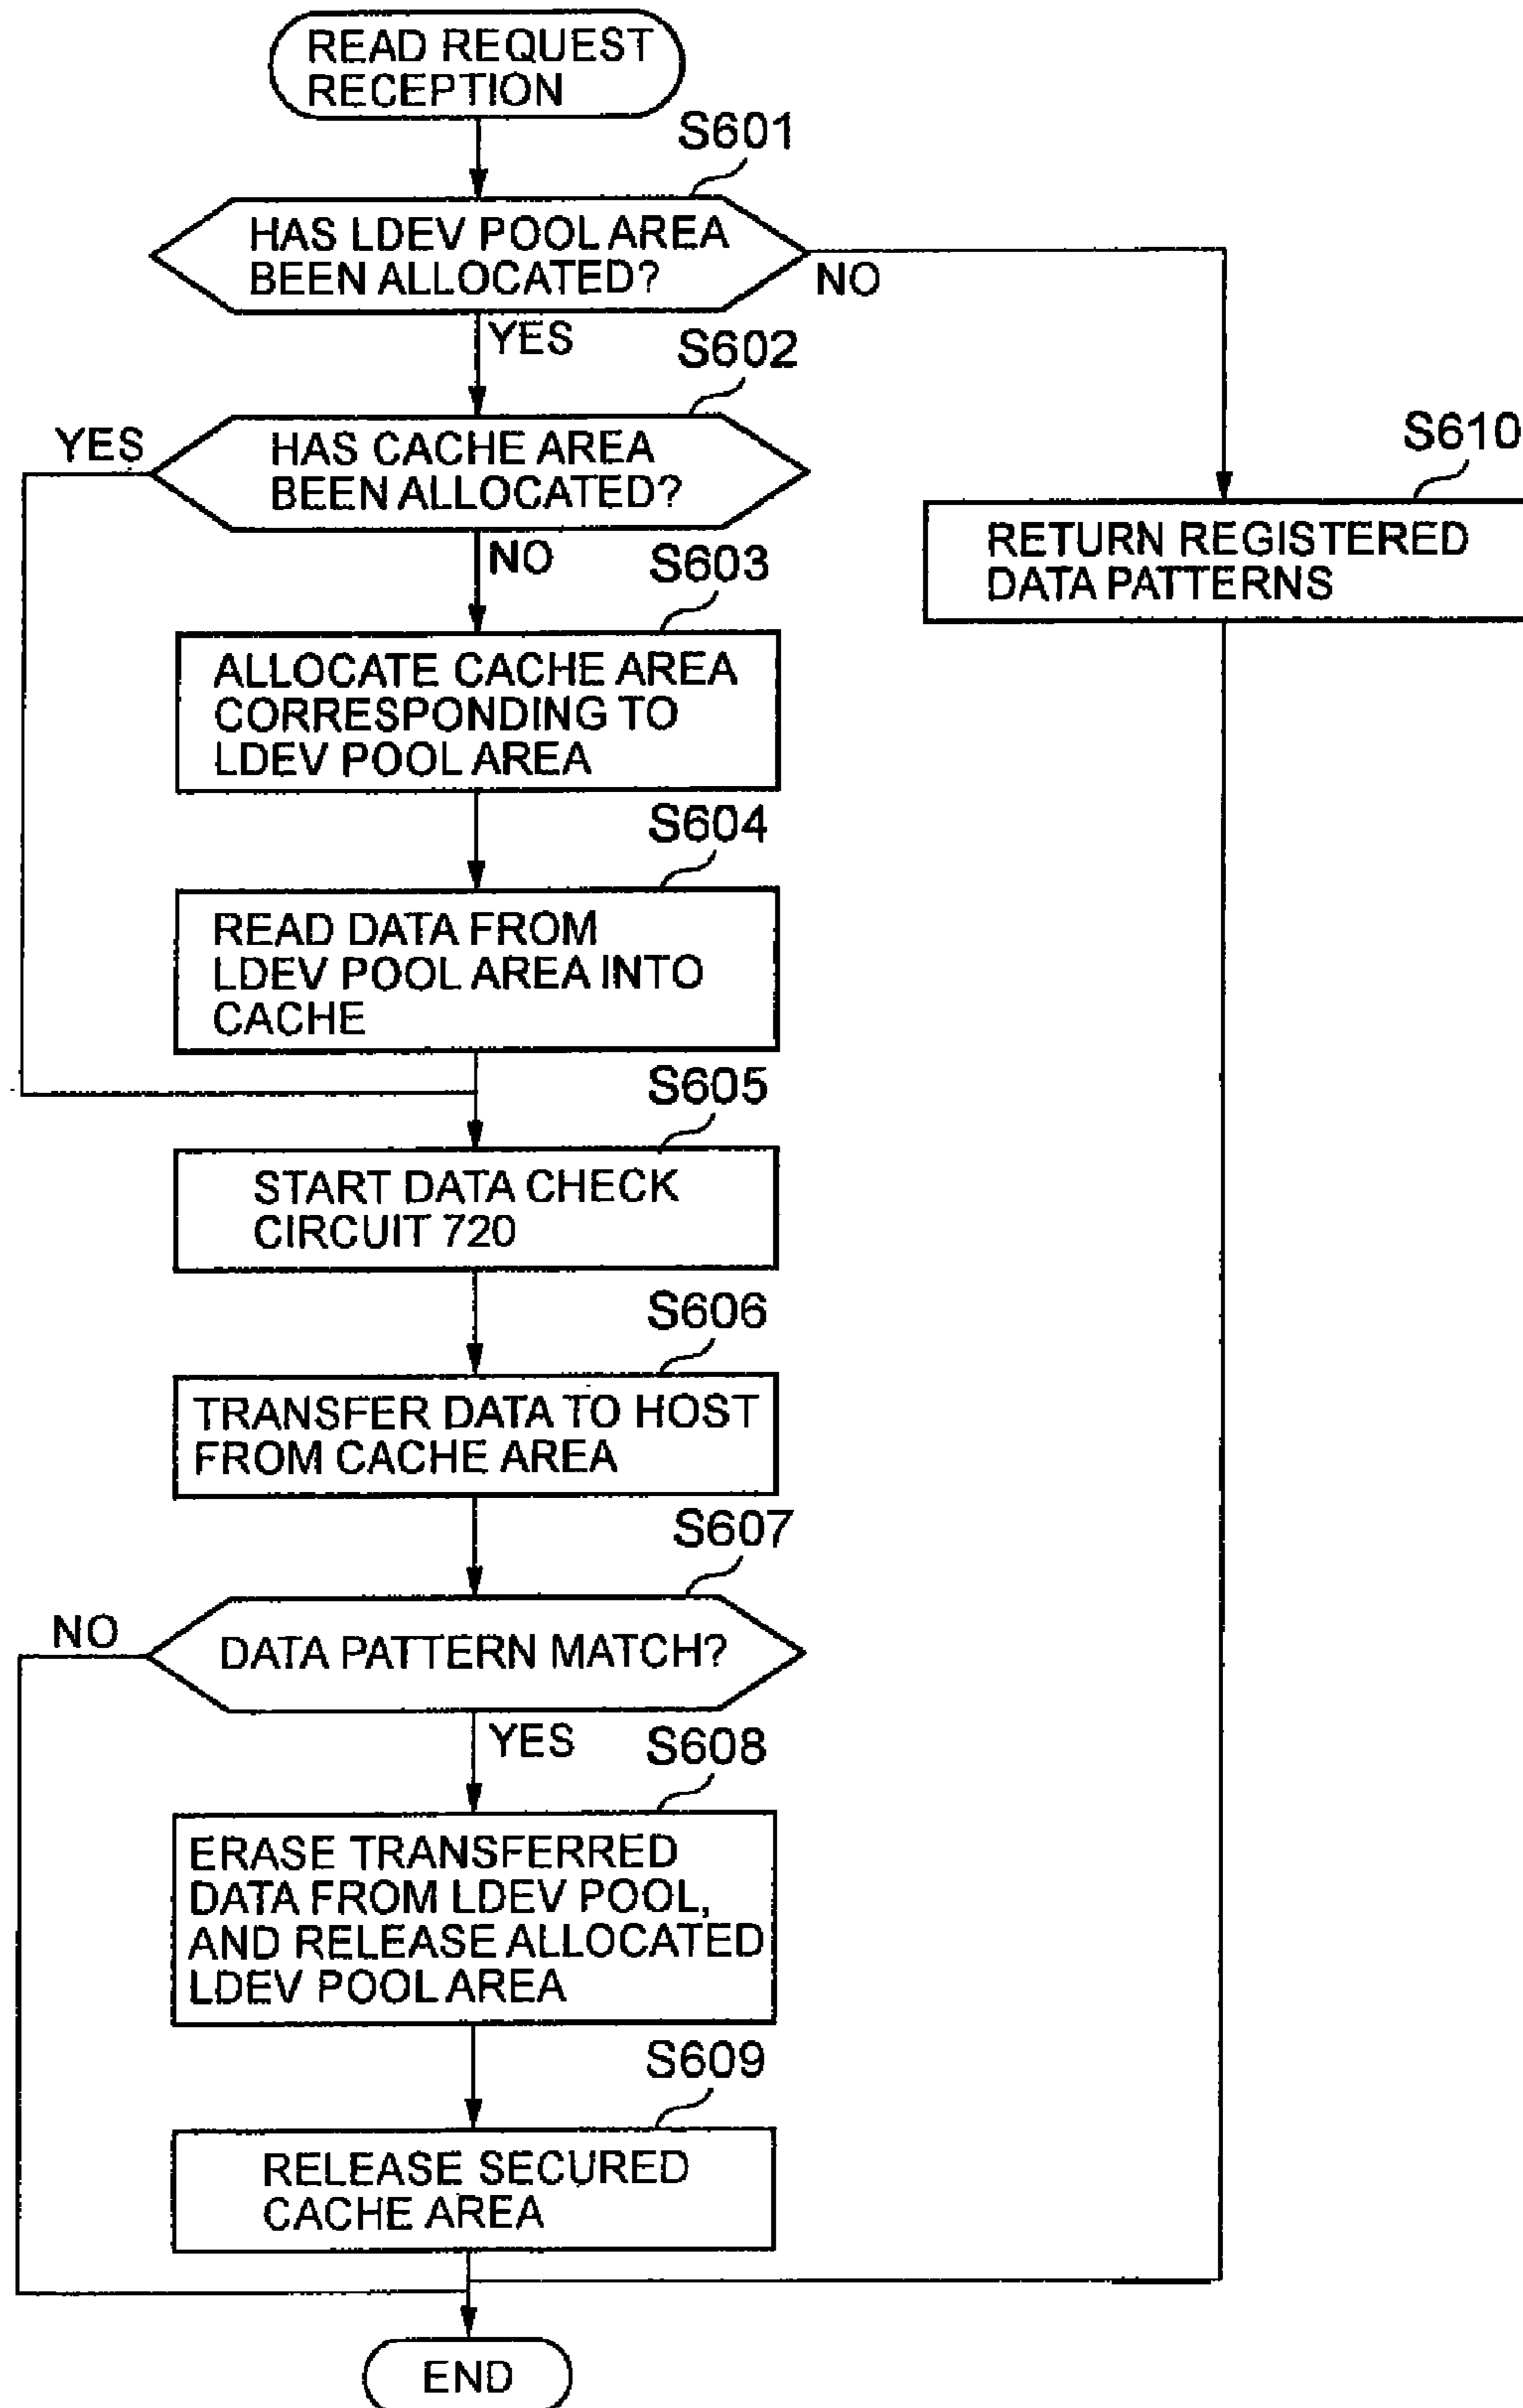 READ REQUEST
RECEPTION
S601
HAS LDEV POOL AREA
BEEN ALLOCATED?
NO
YES
S602
YES
HAS CACHE AREA
BEEN ALLOCATED?
S610
RETURN REGISTERED
DATA PATTERNS
NO
S603
ALLOCATE CACHE AREA
CORRESPONDING TO
LDEV POOL AREA
S604
READ DATA FROM
LDEV POOL AREA INTO
CACHE
S605
START DATA CHECK
CIRCUIT 720
S606
TRANSFER DATA TO HOST
FROM CACHE AREA
S607
NO
DATA PATTERN MATCH?
YES
S608
ERASE TRANSFERRED
DATA FROM LDEV POOL,
AND RELEASE ALLOCATED
LDEV POOL AREA
S609
RELEASE SECURED
CACHE AREA
END